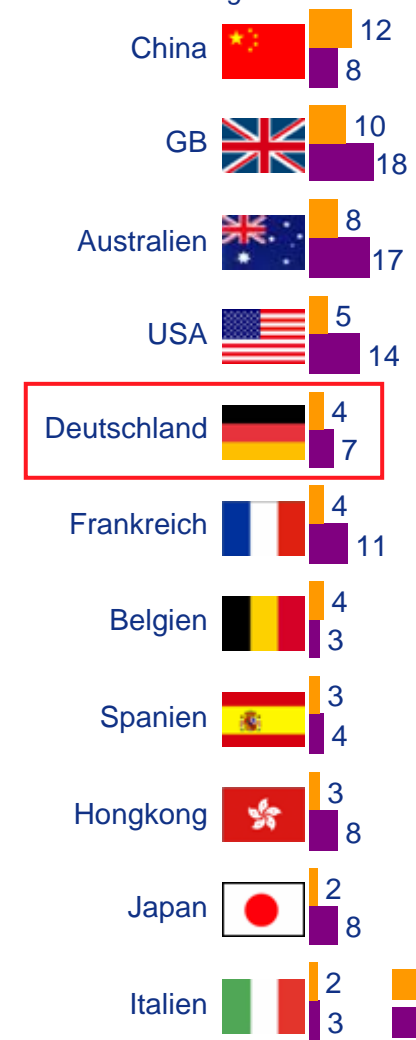 China 12
8
GB 10
18
Australien 8
17
USA 5
14
Deutschland 4
7
Frankreich 4
11
Belgien 4
3
Spanien 3
4
Hongkong 3
8
Japan 2
8
Italien 2
3